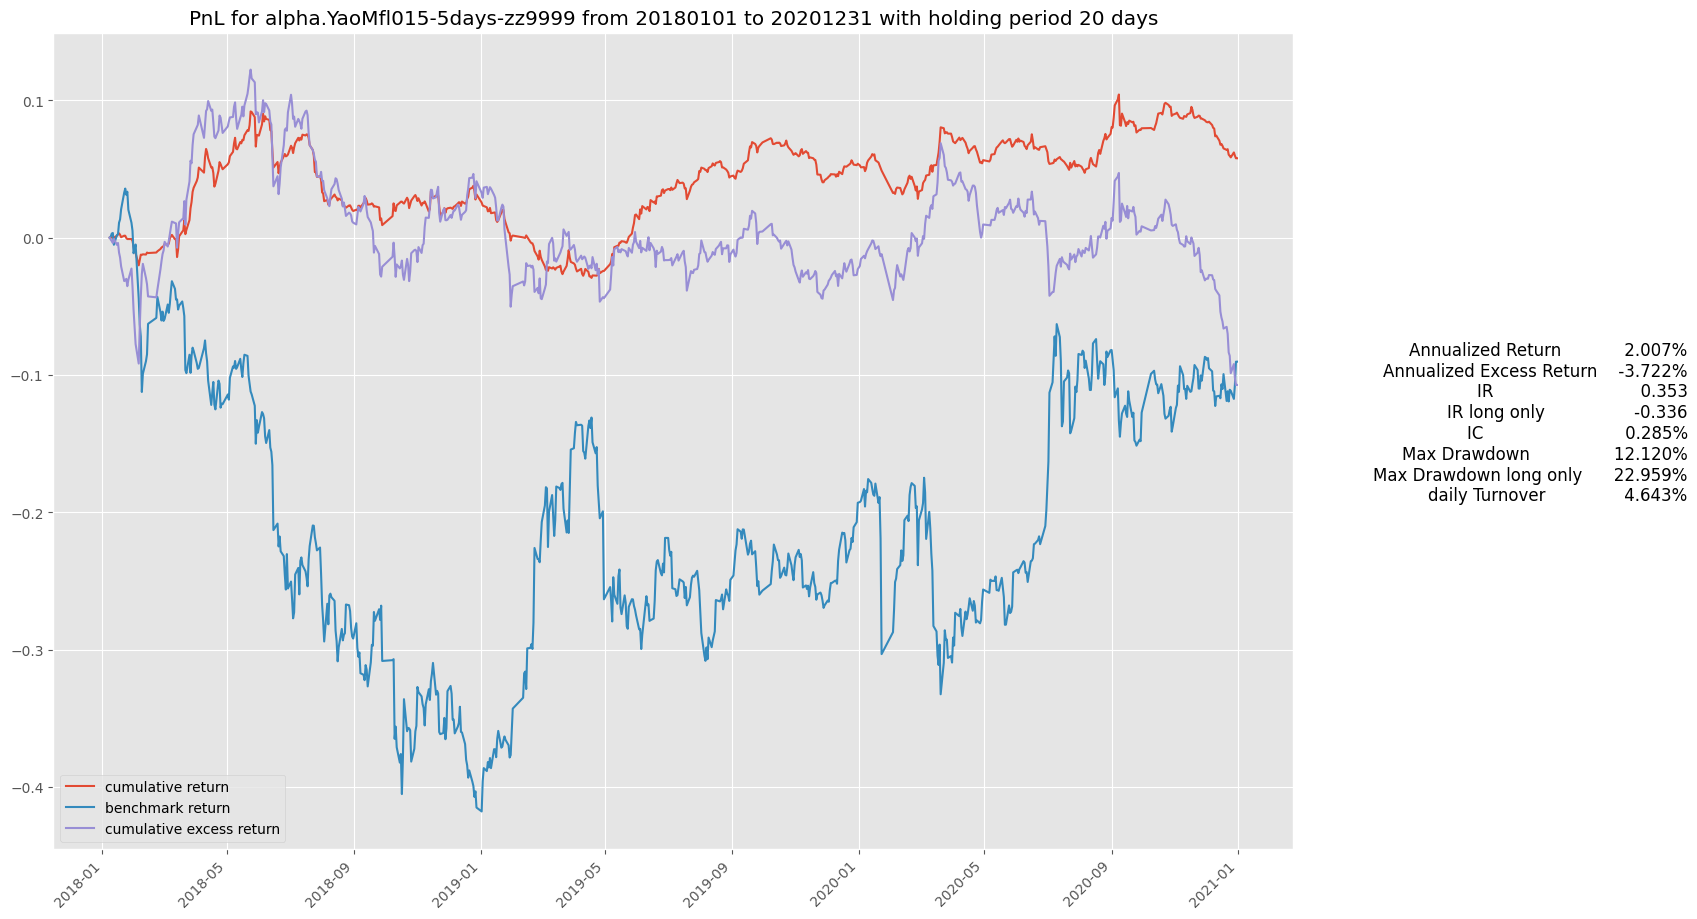 PnL for alpha.YaoMfl015-5days-zz9999 from 20180101 to 20201231 with holding period 20 days
0.1
0.0
−0.1
−0.2
−0.3
−0.4
cumulative return
benchmark return
cumulative excess return
2018-01
2018-05
2018-09
2019-01
2019-05
2019-09
2020-01
2020-05
2020-09
2021-01
Annualized Return 2.007%
Annualized Excess Return -3.722%
IR 0.353
IR long only -0.336
IC 0.285%
Max Drawdown 12.120%
Max Drawdown long only 22.959%
daily Turnover 4.643%